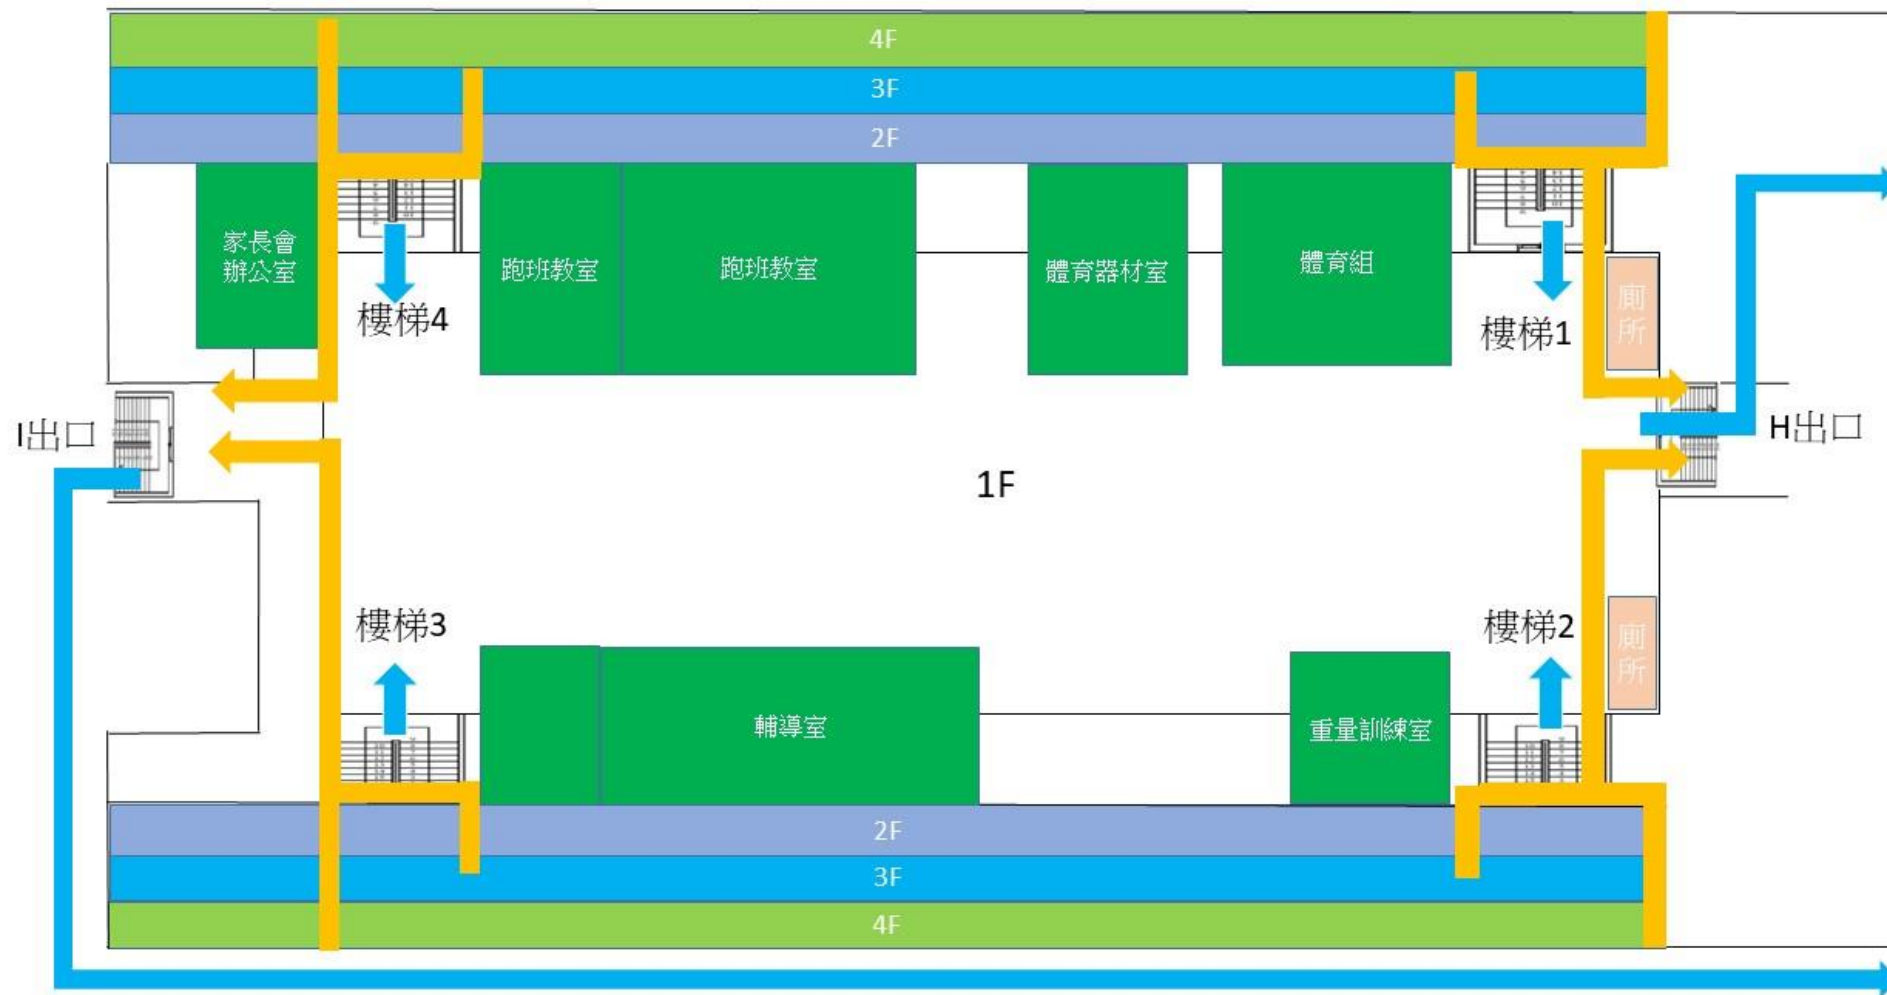 4F
3F
2F
家長會
辦公室
跑班教室
跑班教室
體育器材室
體育組
廁
所
樓梯4
樓梯1
I出口
H出口
1F
樓梯3
樓梯2
廁
所
輔導室
重量訓練室
2F
3F
4F